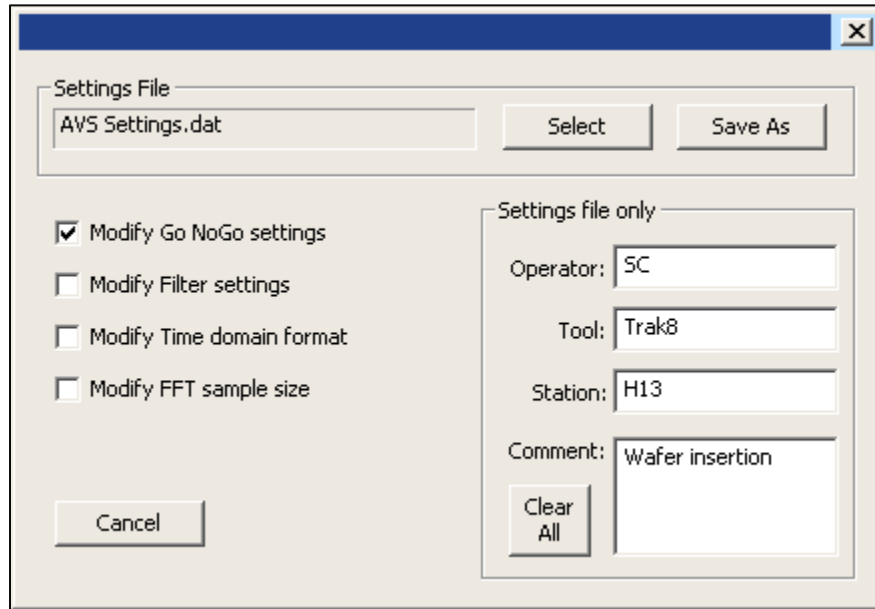 Settings File
AVS Settings.dat
Select
Save As
Modify Go NoGo settings
Modify Filter settings
Modify Time domain format
Modify FFT sample size
Cancel
Settings file only
Operator: SC
Tool: Trak8
Station: H13
Comment: Wafer insertion
Clear
All